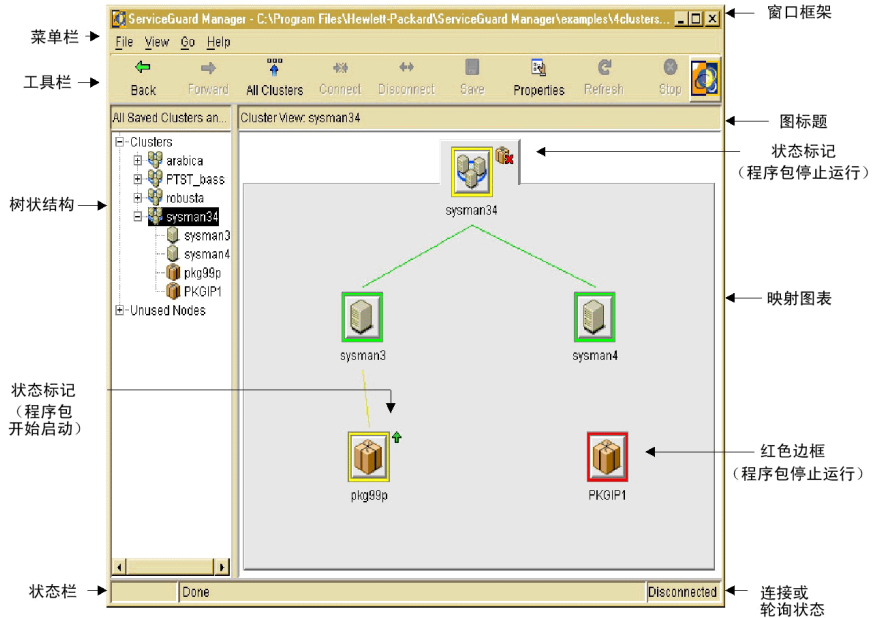 窗口框架
ServiceGuard Manager - C:\Program Files\Hewlett-Packard\ServiceGuard Manager\examples\4clusters...
菜单栏
File View Go Help
工具栏
Back Forward All Clusters Connect Disconnect Save Properties Refresh Stop
All Saved Clusters an...
Cluster View: sysman34
图标题
Clusters
arabica
PTST_bass
robusta
sysman34
sysman3
sysman4
pkg99p
PKGIP1
Unused Nodes
树状结构
状态标记
（程序包停止运行）
sysman34
映射图表
sysman3
sysman4
状态标记
（程序包
开始启动）
pkg99p
PKGIP1
红色边框
（程序包停止运行）
状态栏
Done
Disconnected
连接或
轮询状态